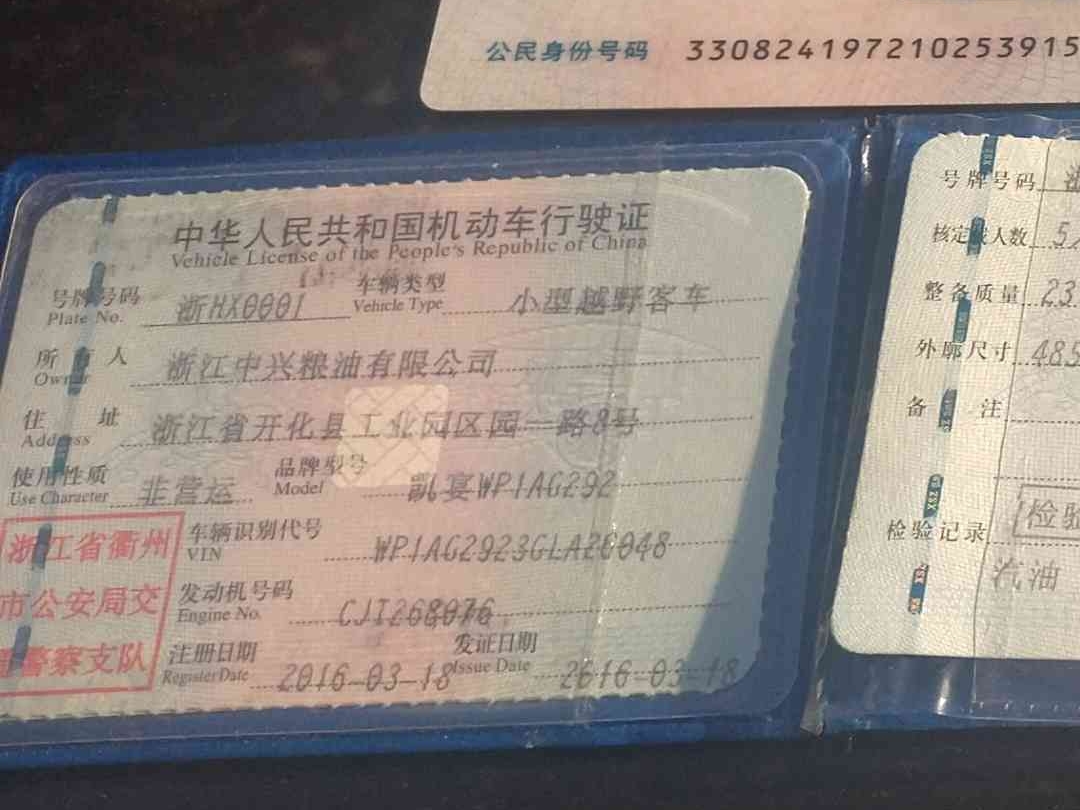 公民身份号码 330824197210253915
中华人民共和国机动车行驶证
Vehicle License of the People's Republic of China
号牌号码 浙HX0001 车辆类型 小型越野客车
Plate No. Vehicle Type
所有人 浙江中兴粮油有限公司
Owner
住址 浙江省开化县工业园区园一路8号
Address
使用性质 非营运 品牌型号 凯宴WP1AG292
Use Character Model
浙江省衢州
市公安局交
警察支队
车辆识别代号 WP1AG2923GLA26048
VIN
发动机号码 CJT268076
Engine No.
注册日期 2016-03-18 发证日期 2016-03-18
Register Date Issue Date
号牌号码
核定载人数 5
整备质量 23
外廓尺寸 485
备注
检验记录 检验
汽油